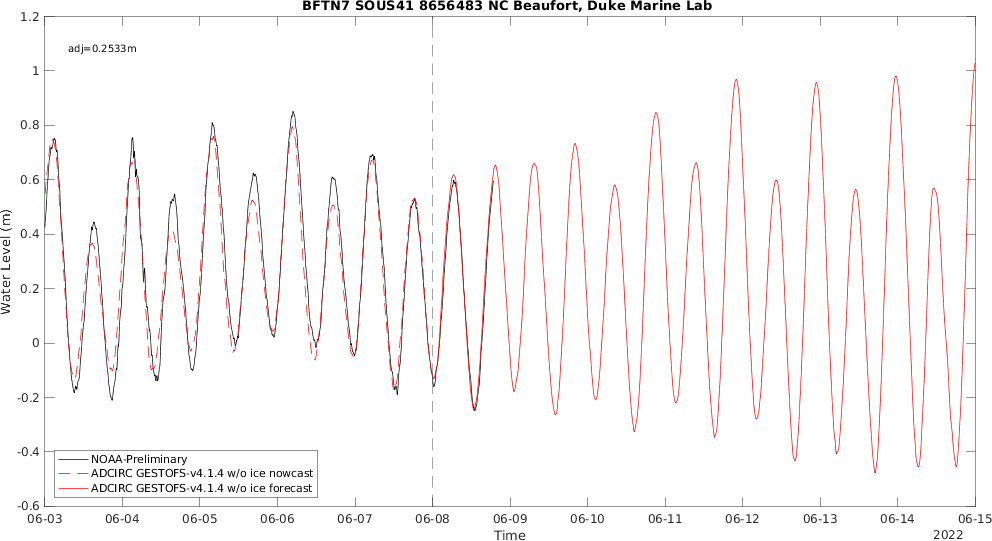 BFTN7 SOUS41 8656483 NC Beaufort, Duke Marine Lab
1.2
adj=0.2533m
1
0.8
0.6
0.4
0.2
0
-0.2
-0.4
-0.6
Water Level (m)
NOAA-Preliminary
ADCIRC GESTOFS-v4.1.4 w/o ice nowcast
ADCIRC GESTOFS-v4.1.4 w/o ice forecast
06-03 06-04 06-05 06-06 06-07 06-08 06-09 06-10 06-11 06-12 06-13 06-14 06-15
Time
2022